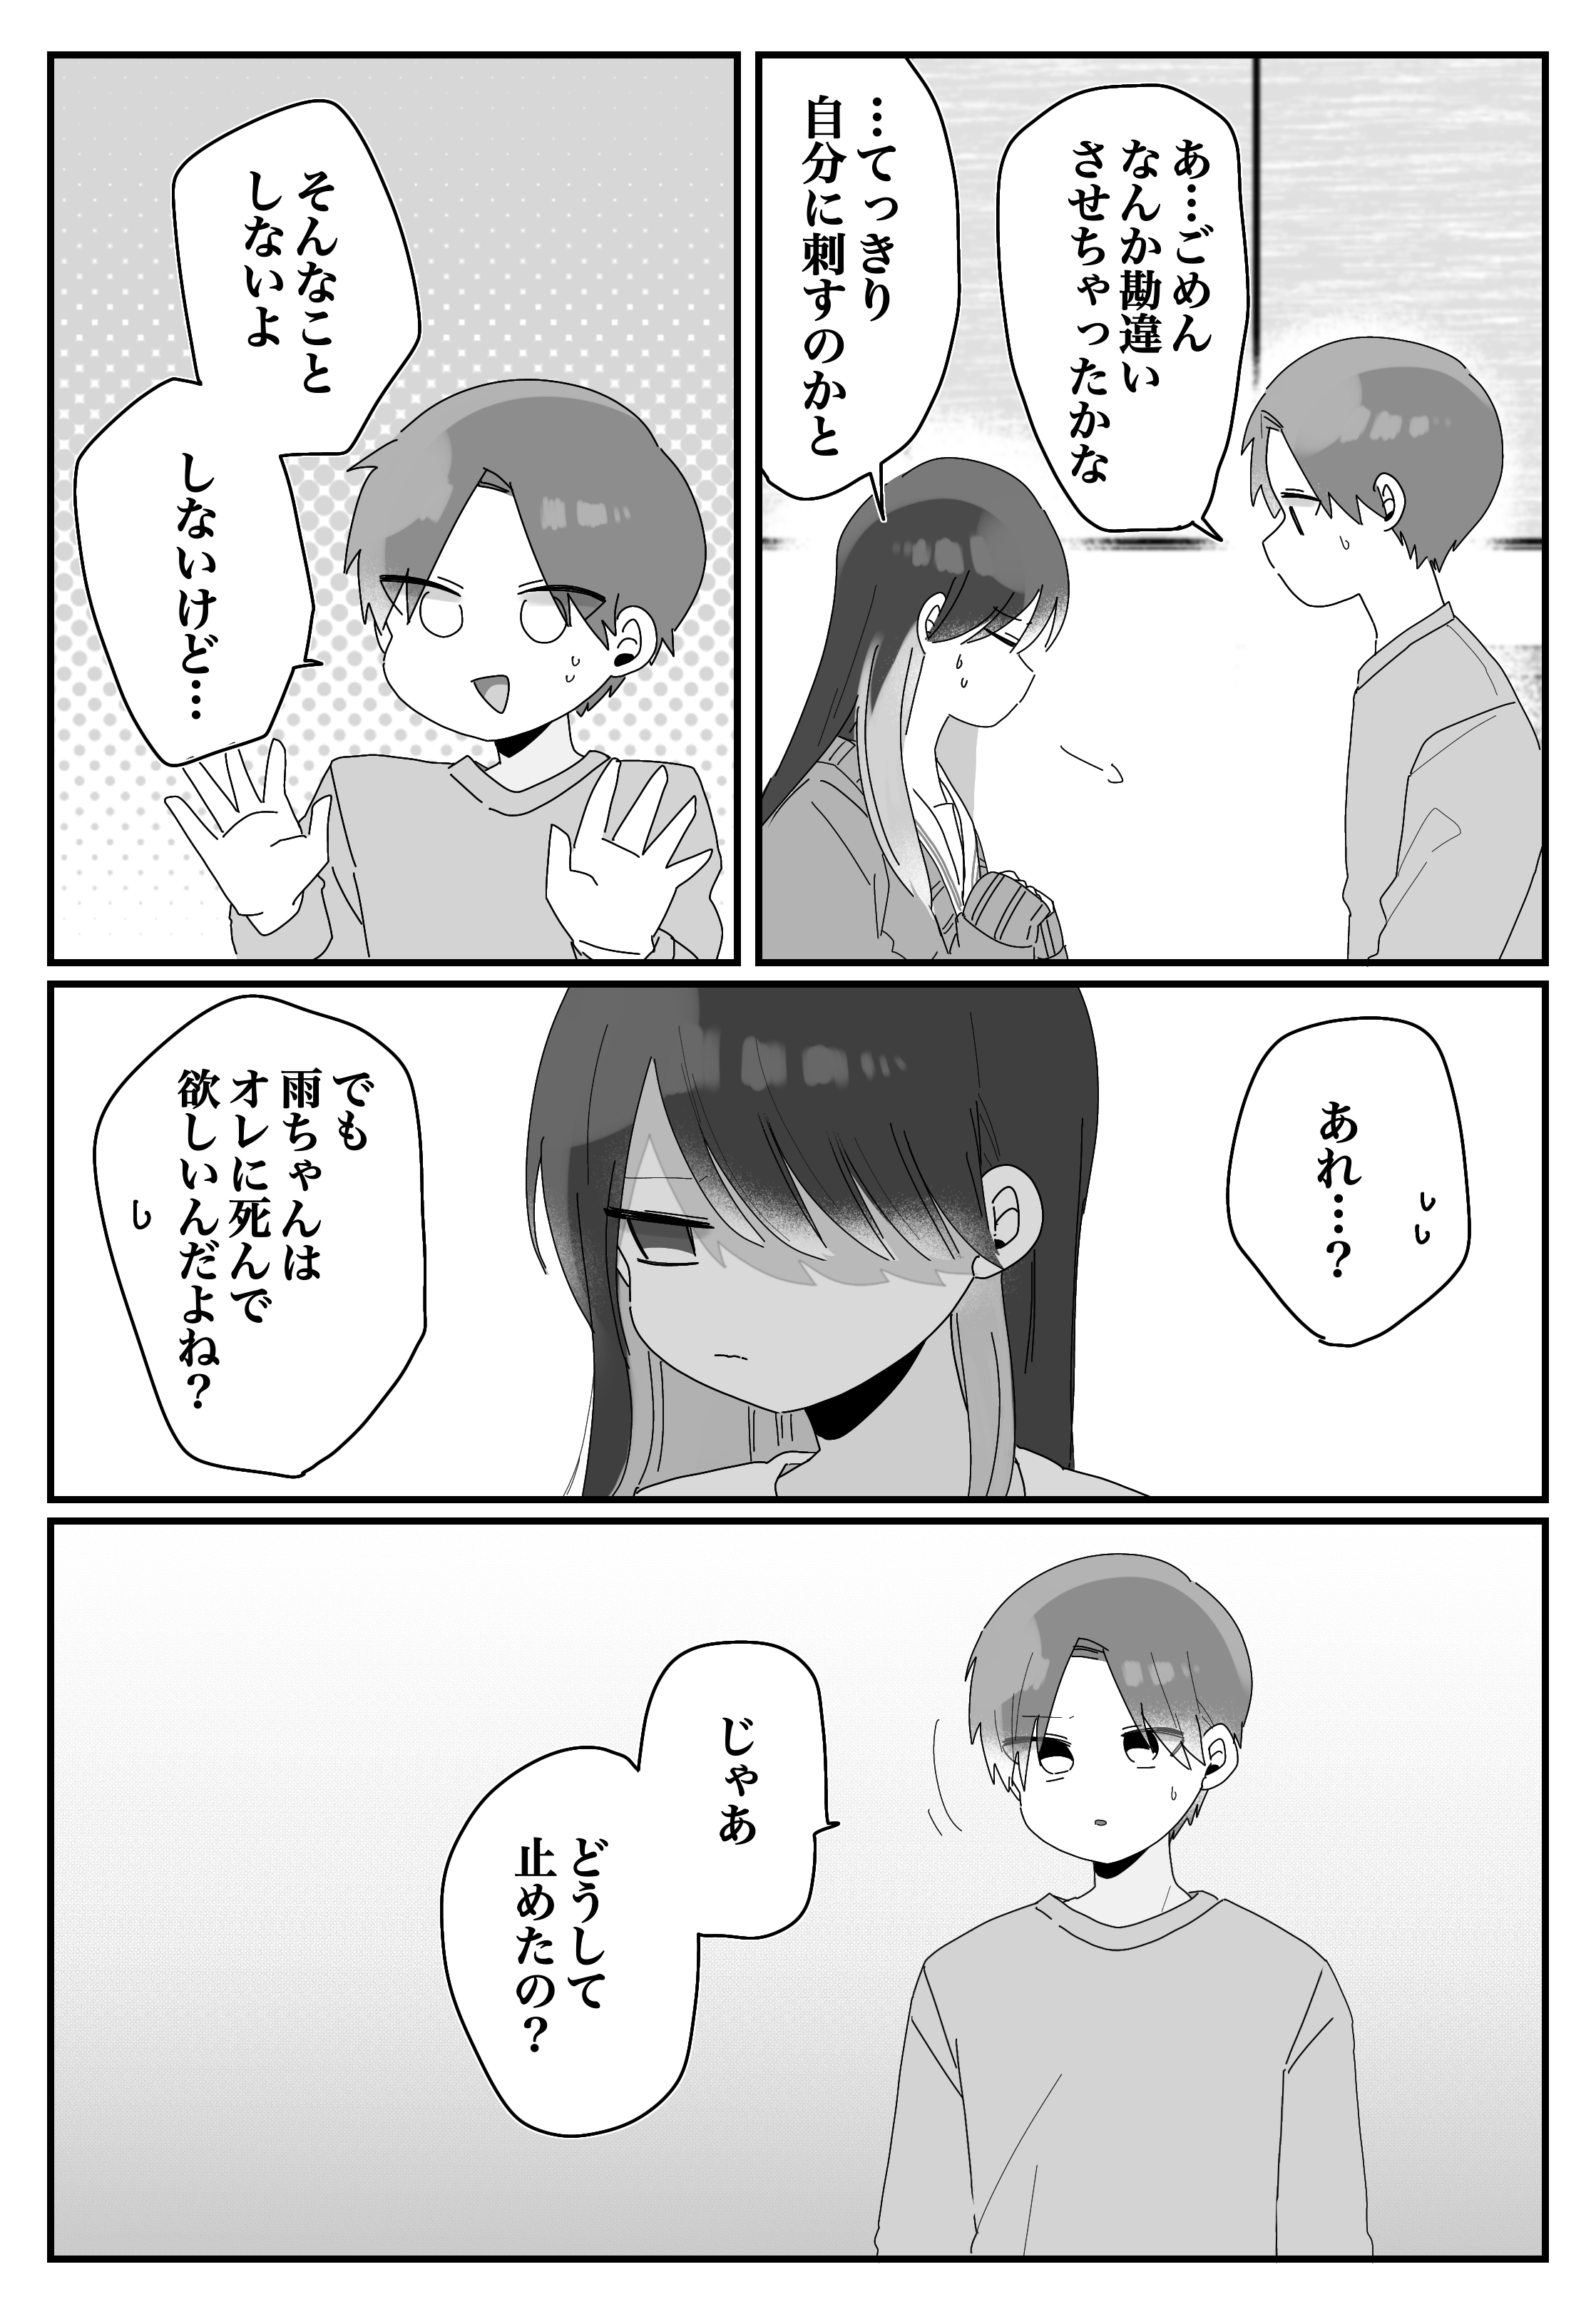 あ…ごめん
なんか勘違い
させちゃったかな
…てっきり
自分に刺すのかと
そんなこと
しないよ
しないけど…
あれ…？
でも
雨ちゃんは
オレに死んで
欲しいんだよね？
じゃあ
どうして
止めたの？